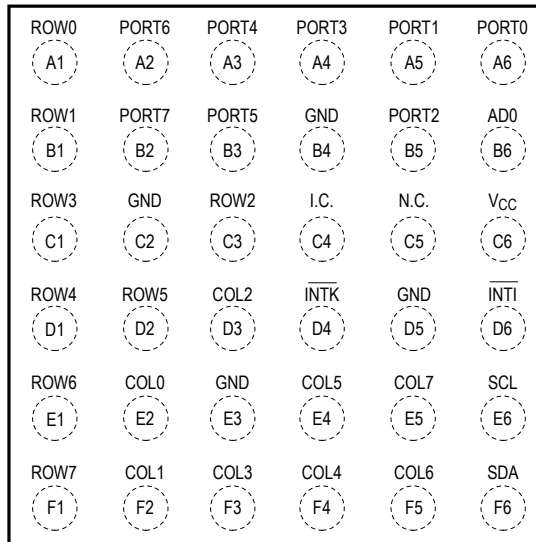 ROW0 PORT6 PORT4 PORT3 PORT1 PORT0
A1 A2 A3 A4 A5 A6
ROW1 PORT7 PORT5 GND PORT2 AD0
B1 B2 B3 B4 B5 B6
ROW3 GND ROW2 I.C. N.C. VCC
C1 C2 C3 C4 C5 C6
ROW4 ROW5 COL2 INTK GND INTI
D1 D2 D3 D4 D5 D6
ROW6 COL0 GND COL5 COL7 SCL
E1 E2 E3 E4 E5 E6
ROW7 COL1 COL3 COL4 COL6 SDA
F1 F2 F3 F4 F5 F6